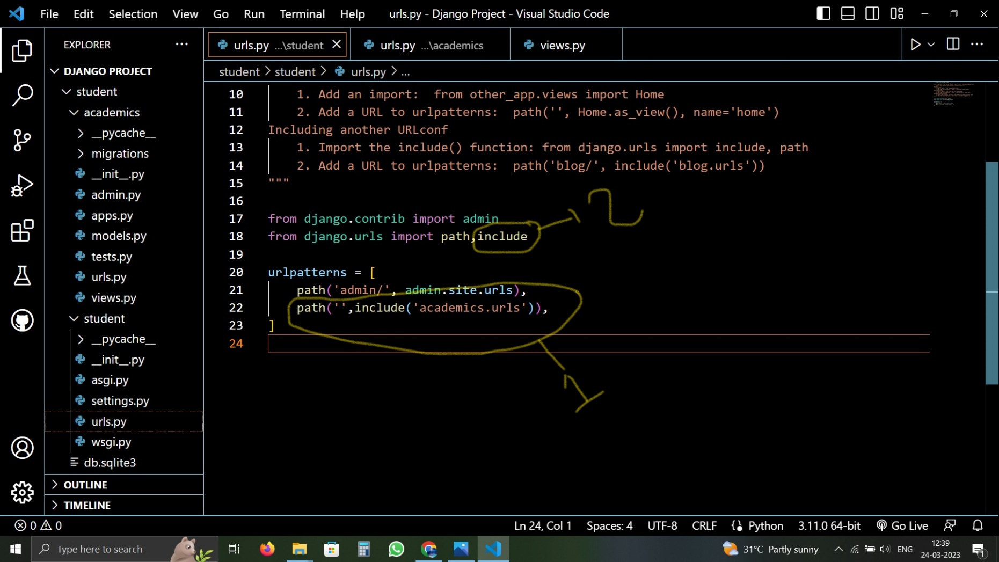 File Edit Selection View Go Run Terminal Help urls.py - Django Project - Visual Studio Code
EXPLORER
urls.py ...\student urls.py ...\academics views.py
student > student > urls.py > ...
DJANGO PROJECT
student
academics
__pycache__
migrations
__init__.py
admin.py
apps.py
models.py
tests.py
urls.py
views.py
student
__pycache__
__init__.py
asgi.py
settings.py
urls.py
wsgi.py
db.sqlite3
OUTLINE
TIMELINE
10 1. Add an import:  from other_app.views import Home
11 2. Add a URL to urlpatterns:  path('', Home.as_view(), name='home')
12 Including another URLconf
13 1. Import the include() function: from django.urls import include, path
14 2. Add a URL to urlpatterns:  path('blog/', include('blog.urls'))
15 """
16
17 from django.contrib import admin
18 from django.urls import path,include
19
20 urlpatterns = [
21 path('admin/', admin.site.urls),
22 path('',include('academics.urls')),
23 ]
24
0 0 Ln 24, Col 1 Spaces: 4 UTF-8 CRLF Python 3.11.0 64-bit Go Live
Type here to search 31°C Partly sunny ENG 12:39
24-03-2023 1